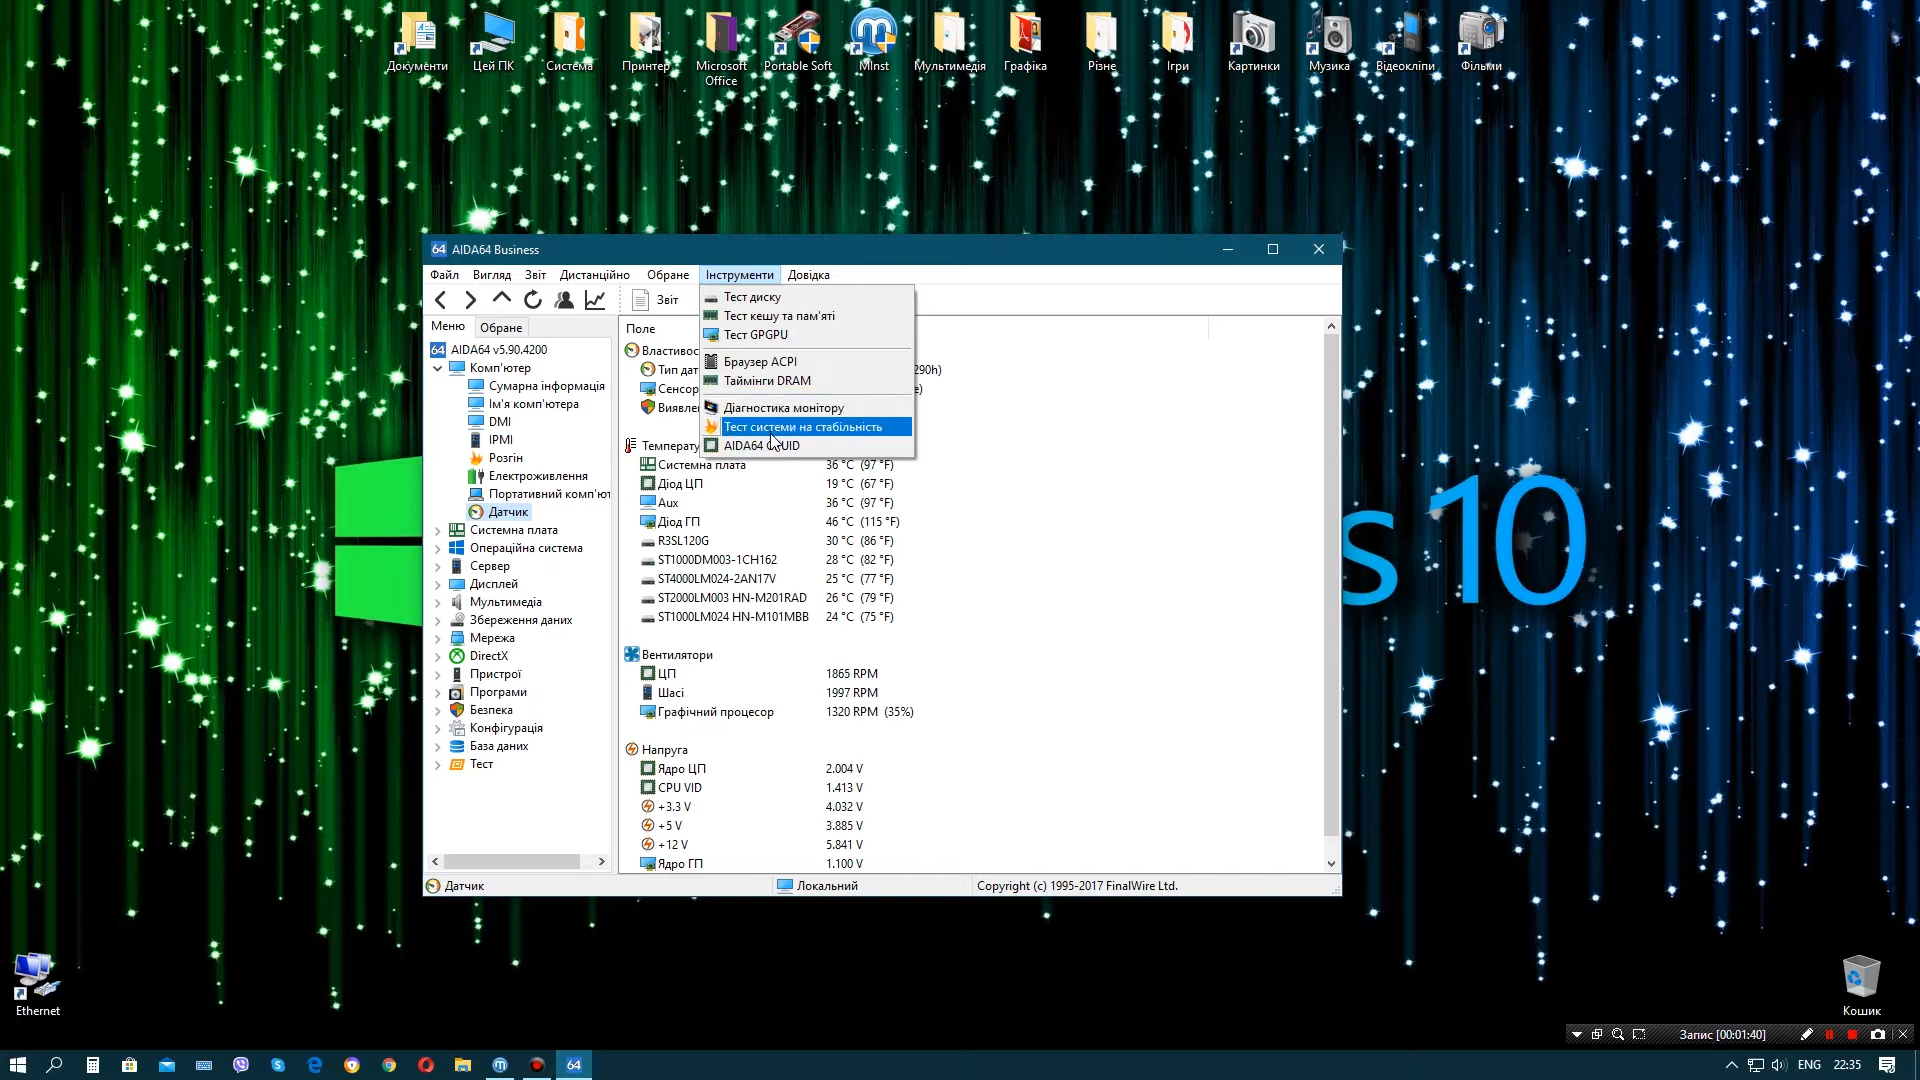 Документи
Цей ПК
Система
Принтер
Microsoft Office
Portable Soft
MInst
Мультимедія
Графіка
Різне
Ігри
Картинки
Музика
Відеокліпи
Фільми
64 AIDA64 Business
Файл Вигляд Звіт Дистанційно Обране Інструменти Довідка
Звіт
Тест диску
Тест кешу та пам'яті
Тест GPGPU
Браузер ACPI
Таймінги DRAM
Діагностика монітору
Тест системи на стабільність
AIDA64 CPUID
Меню Обране
64 AIDA64 v5.90.4200
Комп'ютер
Сумарна інформація
Ім'я комп'ютера
DMI
IPMI
Розгін
Електроживлення
Портативний комп'ют
Датчик
Системна плата
Операційна система
Сервер
Дисплей
Мультимедіа
Збереження даних
Мережа
DirectX
Пристрої
Програми
Безпека
Конфігурація
База даних
Тест
Поле
Властивос
Тип дат 290h)
Сенсор e)
Виявле
Температу
Системна плата 36 °C (97 °F)
Діод ЦП 19 °C (67 °F)
Aux 36 °C (97 °F)
Діод ГП 46 °C (115 °F)
R3SL120G 30 °C (86 °F)
ST1000DM003-1CH162 28 °C (82 °F)
ST4000LM024-2AN17V 25 °C (77 °F)
ST2000LM003 HN-M201RAD 26 °C (79 °F)
ST1000LM024 HN-M101MBB 24 °C (75 °F)
Вентилятори
ЦП 1865 RPM
Шасі 1997 RPM
Графічний процесор 1320 RPM (35%)
Напруга
Ядро ЦП 2.004 V
CPU VID 1.413 V
+3.3 V 4.032 V
+5 V 3.885 V
+12 V 5.841 V
Ядро ГП 1.100 V
Датчик Локальний Copyright (c) 1995-2017 FinalWire Ltd.
s 10
Ethernet
Кошик
Запис [00:01:40]
64
ENG 22:35